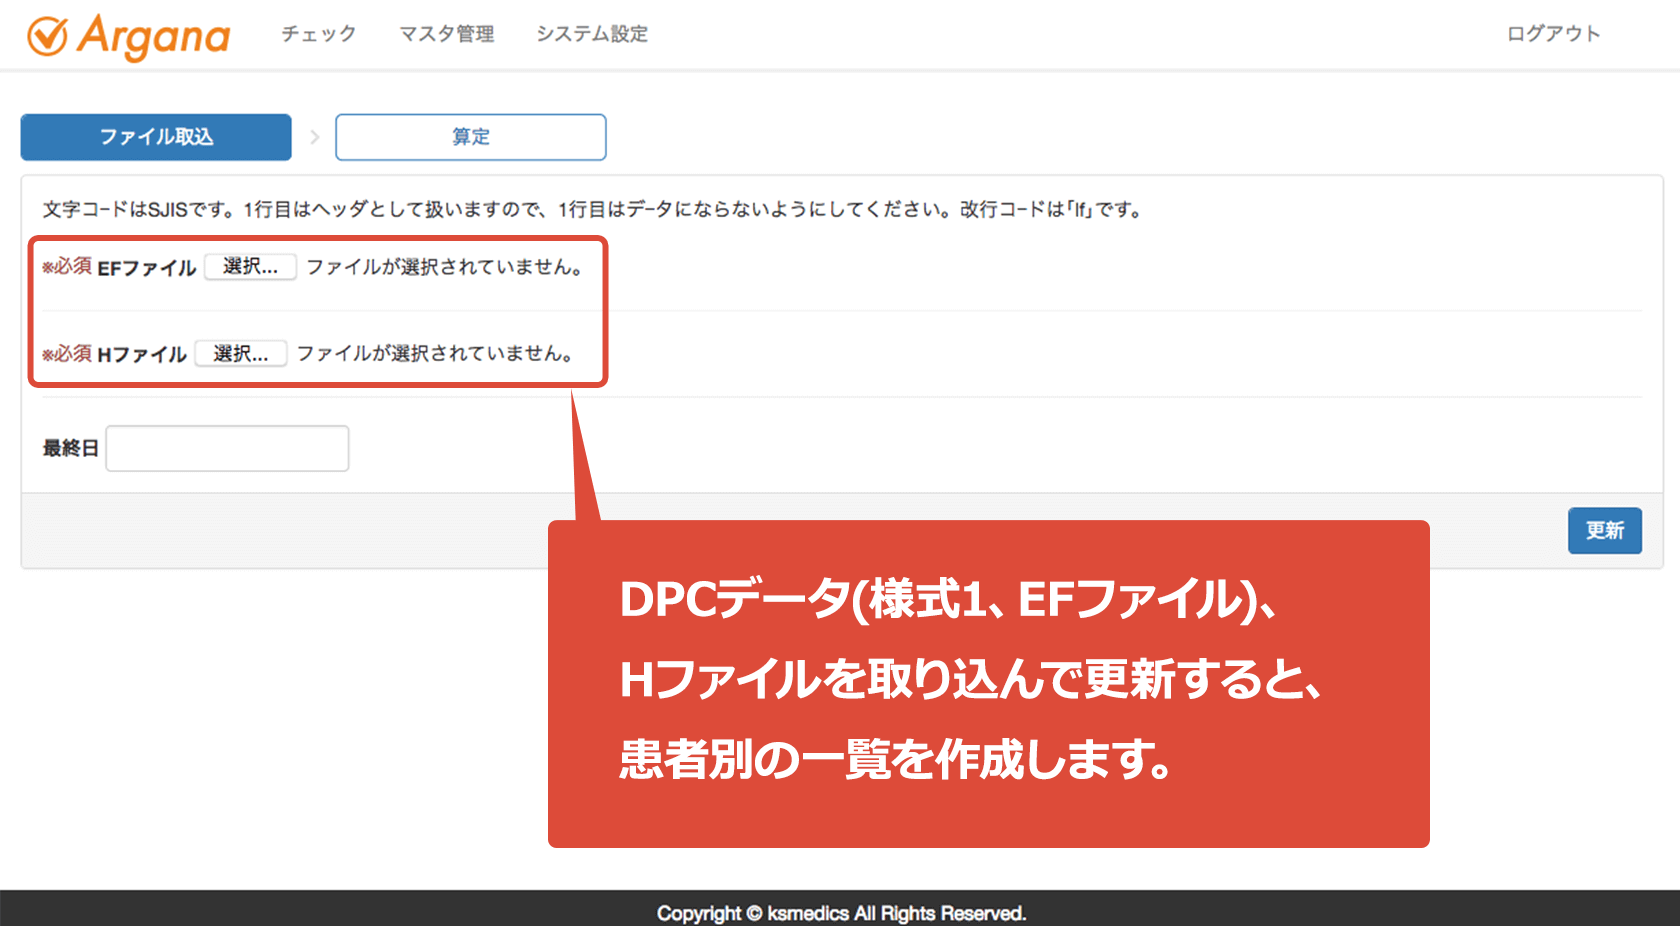 Argana チェック マスタ管理 システム設定 ログアウト
ファイル取込 > 算定
文字コードはSJISです。1行目はヘッダとして扱いますので、1行目はデータにならないようにしてください。改行コードは「lf」です。
※必須 EFファイル 選択... ファイルが選択されていません。
※必須 Hファイル 選択... ファイルが選択されていません。
最終日
更新
DPCデータ(様式1、EFファイル)、
Hファイルを取り込んで更新すると、
患者別の一覧を作成します。
Copyright © ksmedics All Rights Reserved.